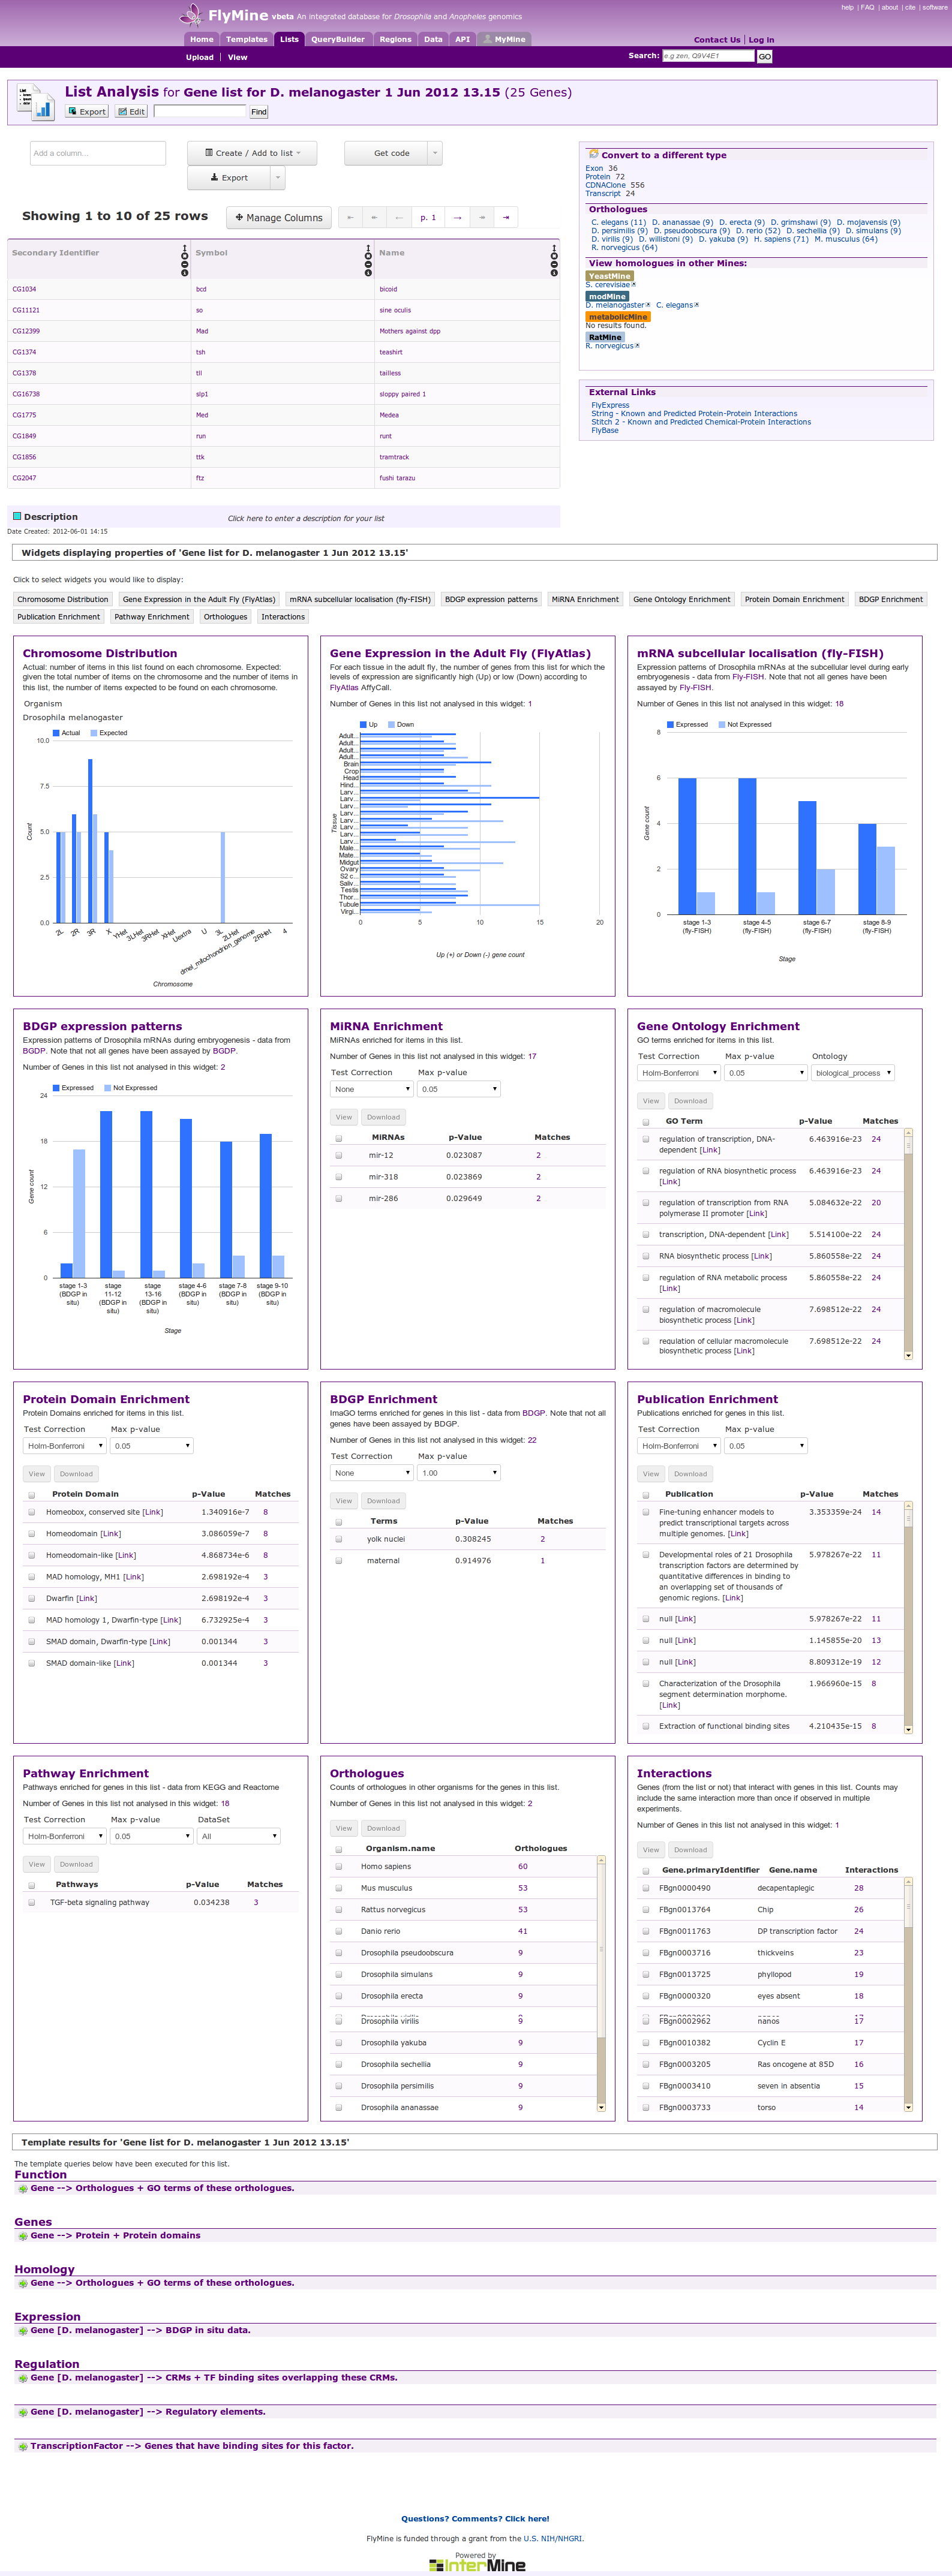 help | FAQ | about | cite | software
FlyMine vbeta An integrated database for Drosophila and Anopheles genomics
Home Templates Lists QueryBuilder Regions Data API MyMine
Contact Us | Log in
Upload | View
Search: e.g zen, Q9V4E1 GO
List Analysis for Gene list for D. melanogaster 1 Jun 2012 13.15 (25 Genes)
Export Edit Find
Add a column...
Create / Add to list
Get code
Export
Showing 1 to 10 of 25 rows
Manage Columns
p. 1
Secondary Identifier Symbol Name
CG1034 bcd bicoid
CG11121 so sine oculis
CG12399 Mad Mothers against dpp
CG1374 tsh teashirt
CG1378 tll tailless
CG16738 slp1 sloppy paired 1
CG1775 Med Medea
CG1849 run runt
CG1856 ttk tramtrack
CG2047 ftz fushi tarazu
Description
Click here to enter a description for your list
Date Created: 2012-06-01 14:15
Convert to a different type
Exon 36
Protein 72
CDNAClone 556
Transcript 24
Orthologues
C. elegans (11) D. ananassae (9) D. erecta (9) D. grimshawi (9) D. mojavensis (9)
D. persimilis (9) D. pseudoobscura (9) D. rerio (52) D. sechellia (9) D. simulans (9)
D. virilis (9) D. willistoni (9) D. yakuba (9) H. sapiens (71) M. musculus (64)
R. norvegicus (64)
View homologues in other Mines:
YeastMine
S. cerevisiae
modMine
D. melanogaster C. elegans
metabolicMine
No results found.
RatMine
R. norvegicus
External Links
FlyExpress
String - Known and Predicted Protein-Protein Interactions
Stitch 2 - Known and Predicted Chemical-Protein Interactions
FlyBase
Widgets displaying properties of 'Gene list for D. melanogaster 1 Jun 2012 13.15'
Click to select widgets you would like to display:
Chromosome Distribution Gene Expression in the Adult Fly (FlyAtlas) mRNA subcellular localisation (fly-FISH) BDGP expression patterns MiRNA Enrichment Gene Ontology Enrichment Protein Domain Enrichment BDGP Enrichment
Publication Enrichment Pathway Enrichment Orthologues Interactions
Chromosome Distribution
Actual: number of items in this list found on each chromosome. Expected:
given the total number of items on the chromosome and the number of items in
this list, the number of items expected to be found on each chromosome.
Organism
Drosophila melanogaster
Actual Expected
10.0
7.5
5.0
2.5
0.0
Count
2L 2R 3R X YHet 3LHet 3RHet XHet Uextra U 3L 2LHet dmel_mitochondrion_genome 2RHet 4
Chromosome
Gene Expression in the Adult Fly (FlyAtlas)
For each tissue in the adult fly, the number of genes from this list for which the
levels of expression are significantly high (Up) or low (Down) according to
FlyAtlas AffyCall.
Number of Genes in this list not analysed in this widget: 1
Up Down
Tissue
Adult...
Adult...
Adult...
Adult...
Brain
Crop
Head
Hind...
Larv...
Larv...
Larv...
Larv...
Larv...
Larv...
Larv...
Larv...
Male...
Mate...
Midgut
Ovary
S2 c...
Saliv...
Testis
Thor...
Tubule
Virgi...
0 5 10 15 20
Up (+) or Down (-) gene count
mRNA subcellular localisation (fly-FISH)
Expression patterns of Drosophila mRNAs at the subcellular level during early
embryogenesis - data from Fly-FISH. Note that not all genes have been
assayed by Fly-FISH.
Number of Genes in this list not analysed in this widget: 18
Expressed Not Expressed
8
6
4
2
0
Gene count
stage 1-3 stage 4-5 stage 6-7 stage 8-9
(fly-FISH) (fly-FISH) (fly-FISH) (fly-FISH)
Stage
BDGP expression patterns
Expression patterns of Drosophila mRNAs during embryogenesis - data from
BGDP. Note that not all genes have been assayed by BGDP.
Number of Genes in this list not analysed in this widget: 2
Expressed Not Expressed
24
18
12
6
0
Gene count
stage 1-3 stage stage stage 4-6 stage 7-8 stage 9-10
(BDGP in 11-12 13-16 (BDGP in (BDGP in (BDGP in
situ) (BDGP in (BDGP in situ) situ) situ)
situ) situ)
Stage
MiRNA Enrichment
MiRNAs enriched for items in this list.
Number of Genes in this list not analysed in this widget: 17
Test Correction Max p-value
None 0.05
View Download
MiRNAs p-Value Matches
mir-12 0.023087 2
mir-318 0.023869 2
mir-286 0.029649 2
Gene Ontology Enrichment
GO terms enriched for items in this list.
Test Correction Max p-value Ontology
Holm-Bonferroni 0.05 biological_process
View Download
GO Term p-Value Matches
regulation of transcription, DNA- 6.463916e-23 24
dependent [Link]
regulation of RNA biosynthetic process 6.463916e-23 24
[Link]
regulation of transcription from RNA 5.084632e-22 20
polymerase II promoter [Link]
transcription, DNA-dependent [Link] 5.514100e-22 24
RNA biosynthetic process [Link] 5.860558e-22 24
regulation of RNA metabolic process 5.860558e-22 24
[Link]
regulation of macromolecule 7.698512e-22 24
biosynthetic process [Link]
regulation of cellular macromolecule 7.698512e-22 24
biosynthetic process [Link]
Protein Domain Enrichment
Protein Domains enriched for items in this list.
Test Correction Max p-value
Holm-Bonferroni 0.05
View Download
Protein Domain p-Value Matches
Homeobox, conserved site [Link] 1.340916e-7 8
Homeodomain [Link] 3.086059e-7 8
Homeodomain-like [Link] 4.868734e-6 8
MAD homology, MH1 [Link] 2.698192e-4 3
Dwarfin [Link] 2.698192e-4 3
MAD homology 1, Dwarfin-type [Link] 6.732925e-4 3
SMAD domain, Dwarfin-type [Link] 0.001344 3
SMAD domain-like [Link] 0.001344 3
BDGP Enrichment
ImaGO terms enriched for genes in this list - data from BDGP. Note that not all
genes have been assayed by BDGP.
Number of Genes in this list not analysed in this widget: 22
Test Correction Max p-value
None 1.00
View Download
Terms p-Value Matches
yolk nuclei 0.308245 2
maternal 0.914976 1
Publication Enrichment
Publications enriched for genes in this list.
Test Correction Max p-value
Holm-Bonferroni 0.05
View Download
Publication p-Value Matches
Fine-tuning enhancer models to 3.353359e-24 14
predict transcriptional targets across
multiple genomes. [Link]
Developmental roles of 21 Drosophila 5.978267e-22 11
transcription factors are determined by
quantitative differences in binding to
an overlapping set of thousands of
genomic regions. [Link]
null [Link] 5.978267e-22 11
null [Link] 1.145855e-20 13
null [Link] 8.809312e-19 12
Characterization of the Drosophila 1.966960e-15 8
segment determination morphome.
[Link]
Extraction of functional binding sites 4.210435e-15 8
Pathway Enrichment
Pathways enriched for genes in this list - data from KEGG and Reactome
Number of Genes in this list not analysed in this widget: 18
Test Correction Max p-value DataSet
Holm-Bonferroni 0.05 All
View Download
Pathways p-Value Matches
TGF-beta signaling pathway 0.034238 3
Orthologues
Counts of orthologues in other organisms for the genes in this list.
Number of Genes in this list not analysed in this widget: 2
View Download
Organism.name Orthologues
Homo sapiens 60
Mus musculus 53
Rattus norvegicus 53
Danio rerio 41
Drosophila pseudoobscura 9
Drosophila simulans 9
Drosophila erecta 9
Drosophila virilis 9
Drosophila yakuba 9
Drosophila sechellia 9
Drosophila persimilis 9
Drosophila ananassae 9
Interactions
Genes (from the list or not) that interact with genes in this list. Counts may
include the same interaction more than once if observed in multiple
experiments.
Number of Genes in this list not analysed in this widget: 1
View Download
Gene.primaryIdentifier Gene.name Interactions
FBgn0000490 decapentaplegic 28
FBgn0013764 Chip 26
FBgn0011763 DP transcription factor 24
FBgn0003716 thickveins 23
FBgn0013725 phyllopod 19
FBgn0000320 eyes absent 18
FBgn0002962 nanos 17
FBgn0010382 Cyclin E 17
FBgn0003205 Ras oncogene at 85D 16
FBgn0003410 seven in absentia 15
FBgn0003733 torso 14
Template results for 'Gene list for D. melanogaster 1 Jun 2012 13.15'
The template queries below have been executed for this list.
Function
Gene --> Orthologues + GO terms of these orthologues.
Genes
Gene --> Protein + Protein domains
Homology
Gene --> Orthologues + GO terms of these orthologues.
Expression
Gene [D. melanogaster] --> BDGP in situ data.
Regulation
Gene [D. melanogaster] --> CRMs + TF binding sites overlapping these CRMs.
Gene [D. melanogaster] --> Regulatory elements.
TranscriptionFactor --> Genes that have binding sites for this factor.
Questions? Comments? Click here!
FlyMine is funded through a grant from the U.S. NIH/NHGRI.
Powered by
InterMine